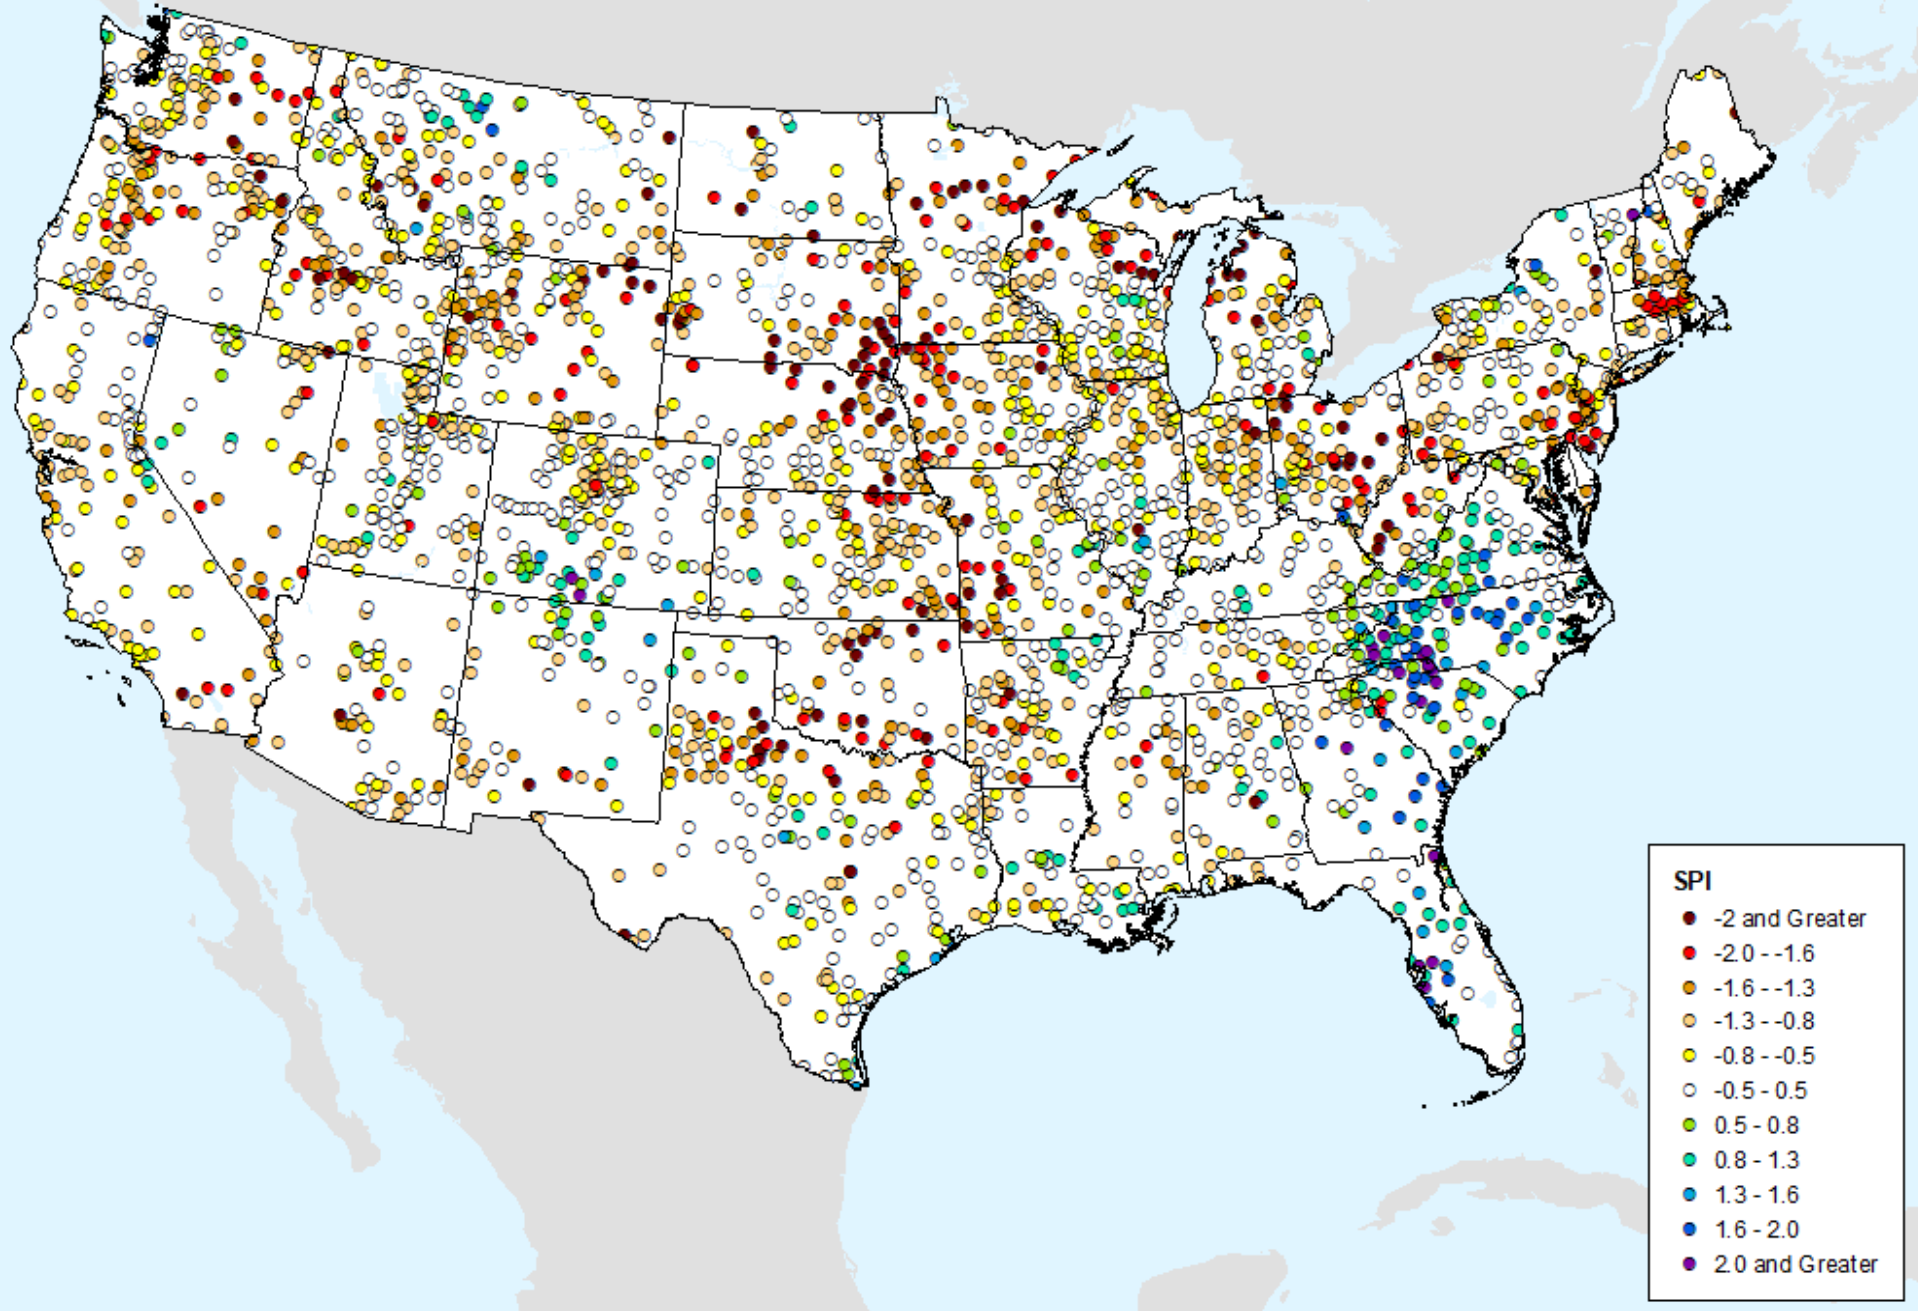 SPI
-2 and Greater
-2.0 - -1.6
-1.6 - -1.3
-1.3 - -0.8
-0.8 - -0.5
-0.5 - 0.5
0.5 - 0.8
0.8 - 1.3
1.3 - 1.6
1.6 - 2.0
2.0 and Greater